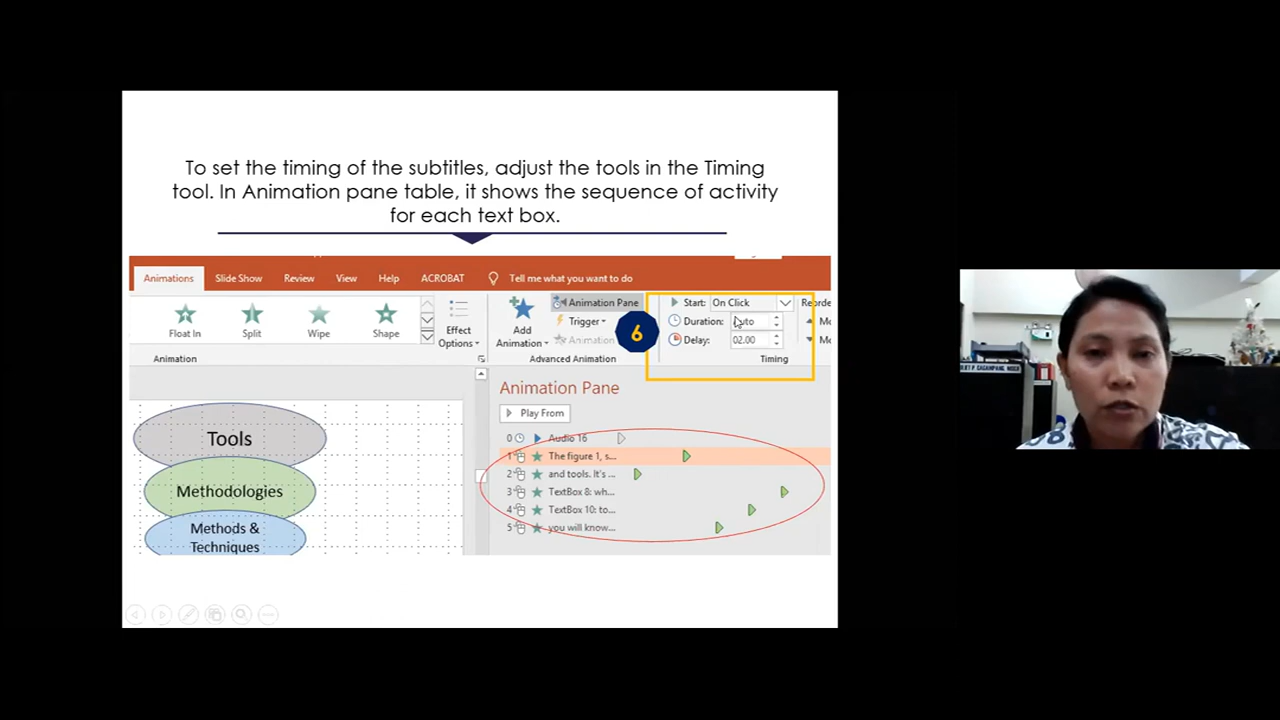 To set the timing of the subtitles, adjust the tools in the Timing
tool. In Animation pane table, it shows the sequence of activity
for each text box.
Animations
Slide Show
Review
View
Help
ACROBAT
Tell me what you want to do
Float In
Split
Wipe
Shape
Effect
Options
Add
Animation
Animation Pane
Trigger
Animation
6
Start: On Click
Duration: Auto
Delay: 02.00
Animation
Advanced Animation
Timing
Animation Pane
Play From
0 Audio 16
1 The figure 1, s...
2 and tools. It's ...
3 TextBox 8: wh...
4 TextBox 10: to...
5 you will know...
Tools
Methodologies
Methods &
Techniques